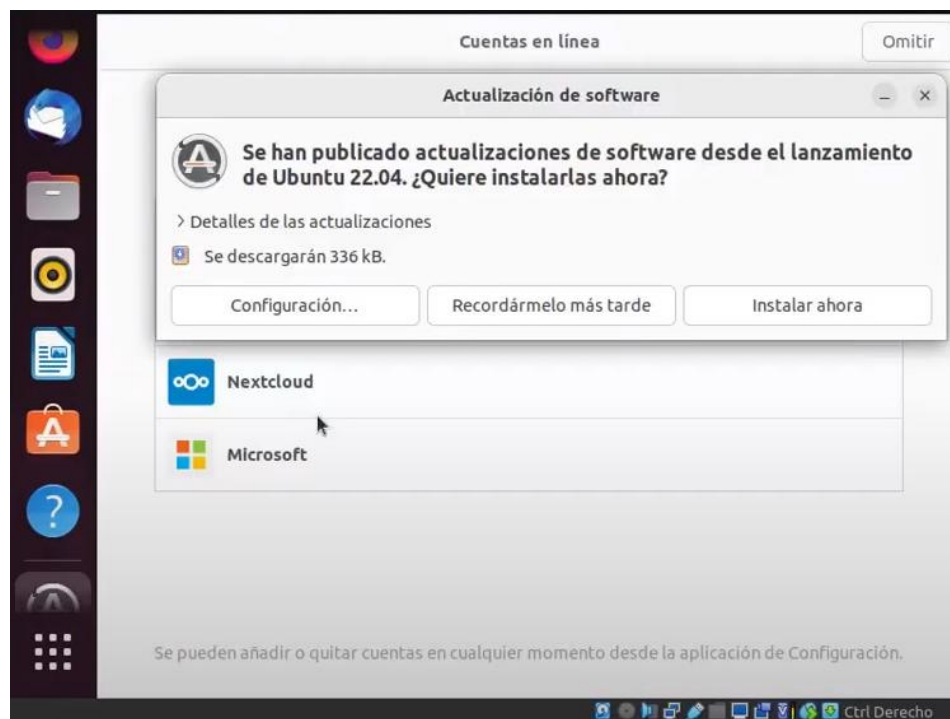 Cuentas en línea
Omitir
Actualización de software
Se han publicado actualizaciones de software desde el lanzamiento
de Ubuntu 22.04. ¿Quiere instalarlas ahora?
Detalles de las actualizaciones
Se descargarán 336 kB.
Configuración...
Recordármelo más tarde
Instalar ahora
Nextcloud
Microsoft
Se pueden añadir o quitar cuentas en cualquier momento desde la aplicación de Configuración.
Ctrl Derecho